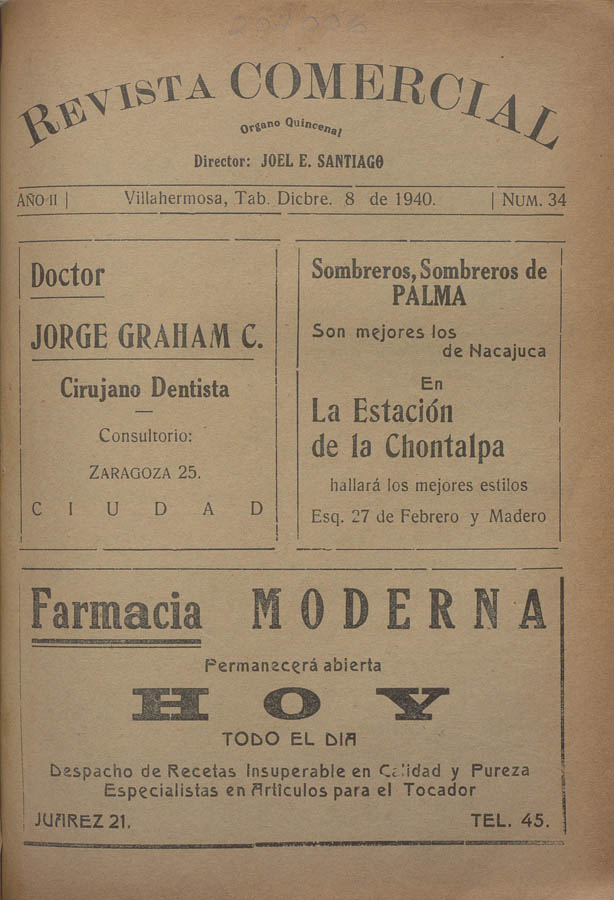 REVISTA COMERCIAL
Organo Quincenal
Director: JOEL E. SANTIAGO
AÑO II | Villahermosa, Tab. Dicbre. 8 de 1940. | NUM. 34
Doctor
JORGE GRAHAM C.
Cirujano Dentista
Consultorio:
ZARAGOZA 25.
CIUDAD
Sombreros, Sombreros de
PALMA
Son mejores los
de Nacajuca
En
La Estación
de la Chontalpa
hallará los mejores estilos
Esq. 27 de Febrero y Madero
Farmacia MODERNA
Permanecerá abierta
HOY
TODO EL DIA
Despacho de Recetas Insuperable en Calidad y Pureza
Especialistas en Articulos para el Tocador
JUAREZ 21. TEL. 45.